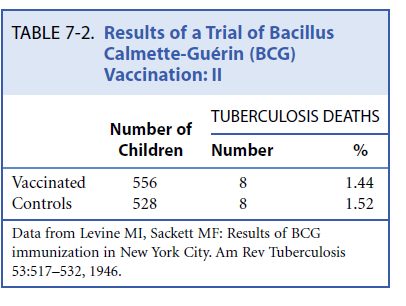 TABLE 7-2. Results of a Trial of Bacillus
Calmette-Guérin (BCG)
Vaccination: II
TUBERCULOSIS DEATHS
Number of
Children Number %
Vaccinated 556 8 1.44
Controls 528 8 1.52
Data from Levine MI, Sackett MF: Results of BCG
immunization in New York City. Am Rev Tuberculosis
53:517–532, 1946.